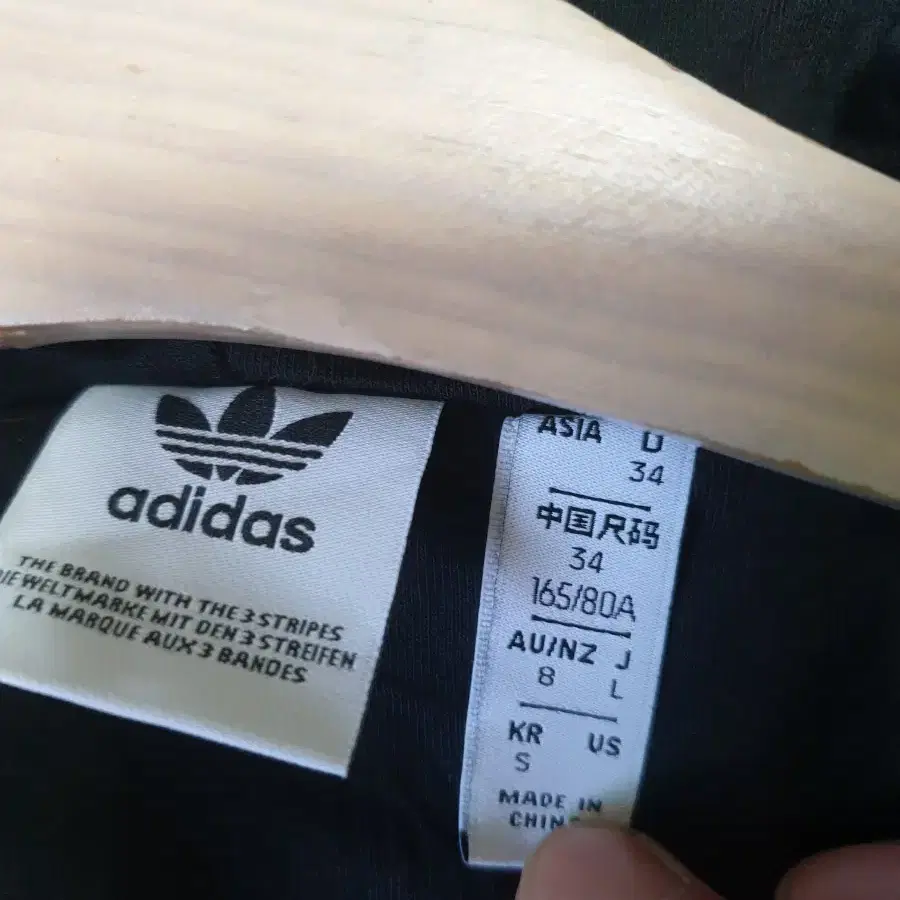 adidas
THE BRAND WITH THE 3 STRIPES
DIE WELTMARKE MIT DEN 3 STREIFEN
LA MARQUE AUX 3 BANDES
ASIA
34
中国尺码
34
165/80A
AU/NZ J
8 L
KR US
S
MADE IN
CHINA